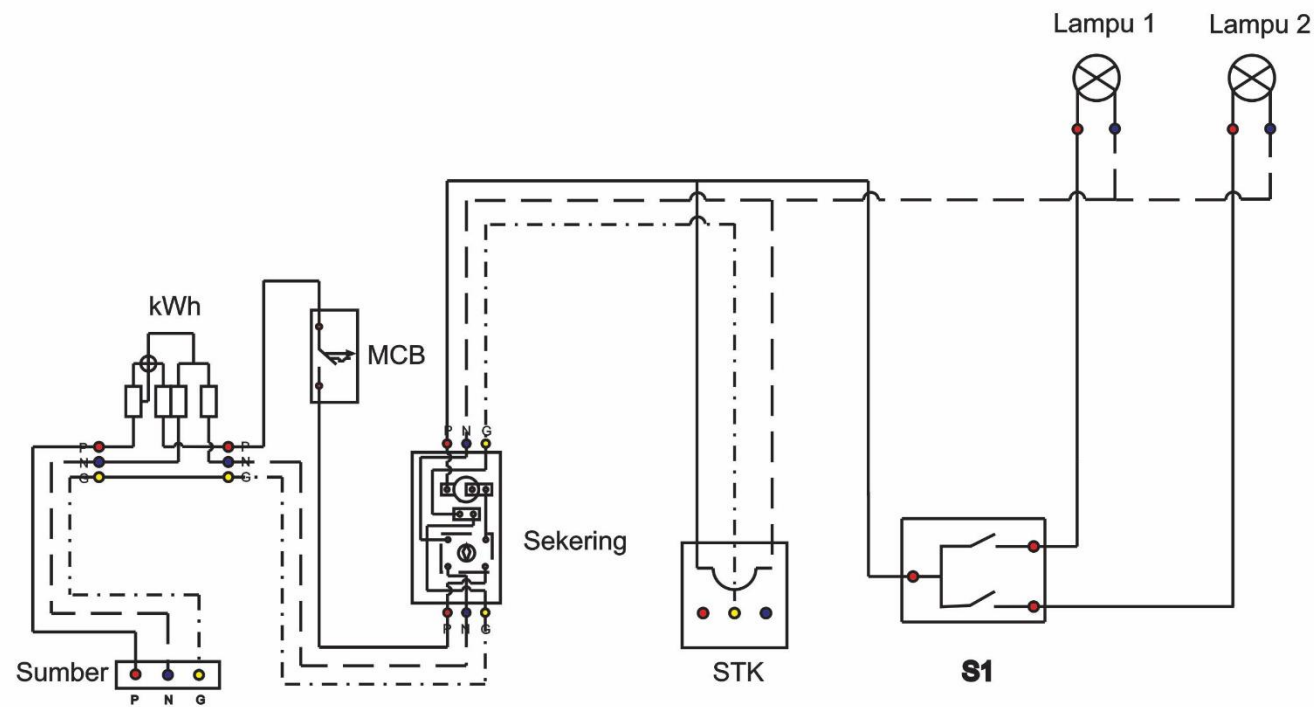 Lampu 1 Lampu 2
kWh
MCB
P N G
P P
N N
G G
Sekering
P N G
Sumber
P N G
STK
S1